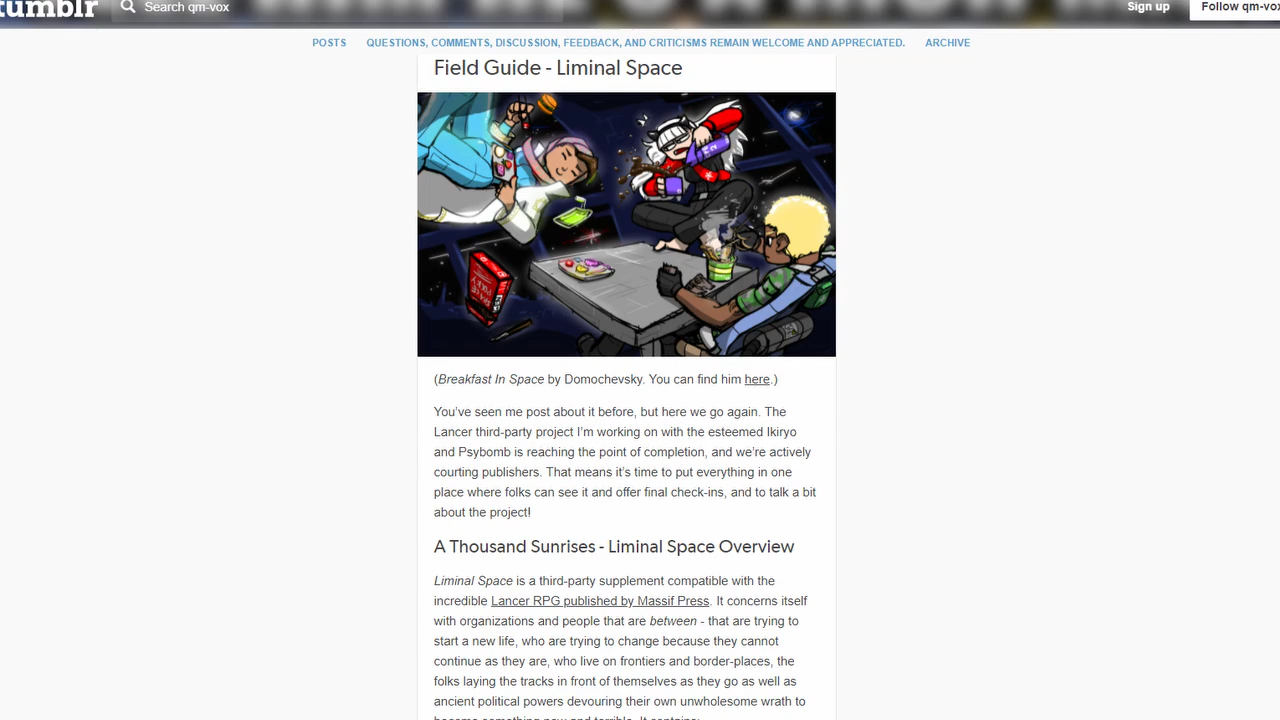 tumblr
Search qm-vox
Sign up
Follow qm-vox
POSTS
QUESTIONS, COMMENTS, DISCUSSION, FEEDBACK, AND CRITICISMS REMAIN WELCOME AND APPRECIATED.
ARCHIVE
Field Guide - Liminal Space
(Breakfast In Space by Domochevsky. You can find him here.)
You’ve seen me post about it before, but here we go again. The
Lancer third-party project I’m working on with the esteemed Ikiryo
and Psybomb is reaching the point of completion, and we’re actively
courting publishers. That means it’s time to put everything in one
place where folks can see it and offer final check-ins, and to talk a bit
about the project!
A Thousand Sunrises - Liminal Space Overview
Liminal Space is a third-party supplement compatible with the
incredible Lancer RPG published by Massif Press. It concerns itself
with organizations and people that are between - that are trying to
start a new life, who are trying to change because they cannot
continue as they are, who live on frontiers and border-places, the
folks laying the tracks in front of themselves as they go as well as
ancient political powers devouring their own unwholesome wrath to
become something new and terrible. It contains: